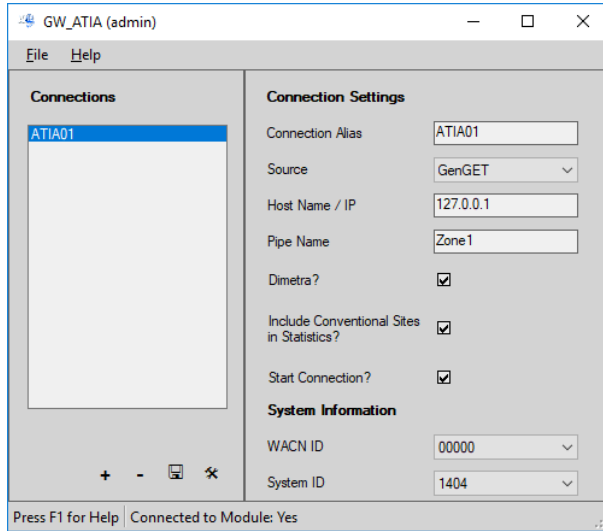 GW_ATIA (admin)
File Help
Connections
ATIA01
+ -
Connection Settings
Connection Alias ATIA01
Source GenGET
Host Name / IP 127.0.0.1
Pipe Name Zone1
Dimetra?
Include Conventional Sites
in Statistics?
Start Connection?
System Information
WACN ID 00000
System ID 1404
Press F1 for Help Connected to Module: Yes